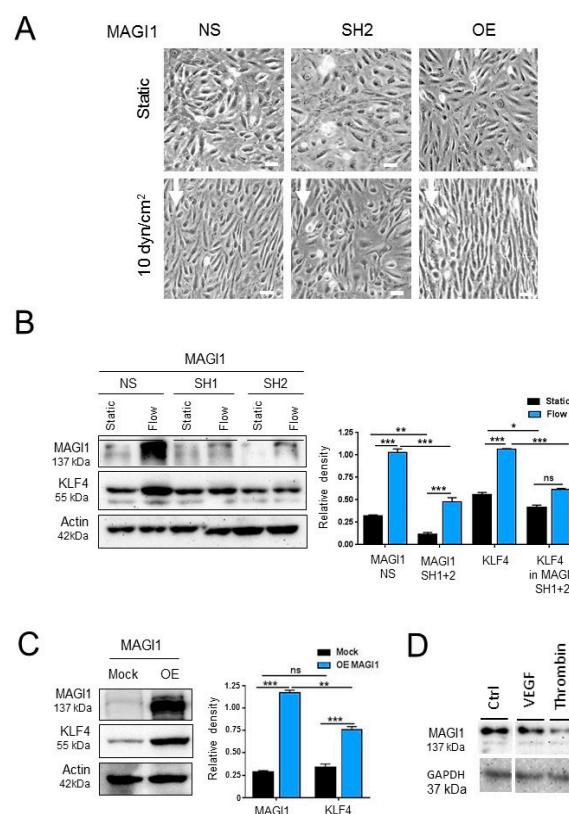 A
MAGI1 NS SH2 OE
Static
10 dyn/cm²
B
MAGI1
NS SH1 SH2
Static Flow Static Flow Static Flow
MAGI1
137 kDa
KLF4
55 kDa
Actin
42kDa
Static
Flow
Relative density
1.25
1.00
0.75
0.50
0.25
0.00
** *
*** *** *** ***
*** ns
MAGI1
NS
MAGI1
SH1+2
KLF4
KLF4
in MAGI
SH1+2
C
MAGI1
Mock OE
MAGI1
137 kDa
KLF4
55 kDa
Actin
42kDa
Mock
OE MAGI1
Relative density
1.25
1.00
0.75
0.50
0.25
ns
*** **
***
MAGI1 KLF4
D
Ctrl VEGF Thrombin
MAGI1
137 kDa
GAPDH
37 kDa